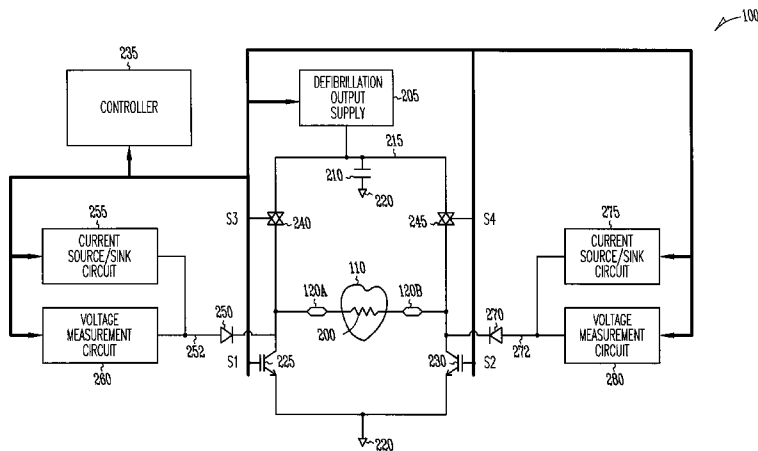 100
235
CONTROLLER
DEFIBRILLATION
OUTPUT
SUPPLY
205
215
210
220
S3
240
245
S4
255
CURRENT
SOURCE/SINK
CIRCUIT
275
CURRENT
SOURCE/SINK
CIRCUIT
120A
110
120B
200
VOLTAGE
MEASUREMENT
CIRCUIT
260
250
252
270
272
VOLTAGE
MEASUREMENT
CIRCUIT
280
S1
225
230
S2
220